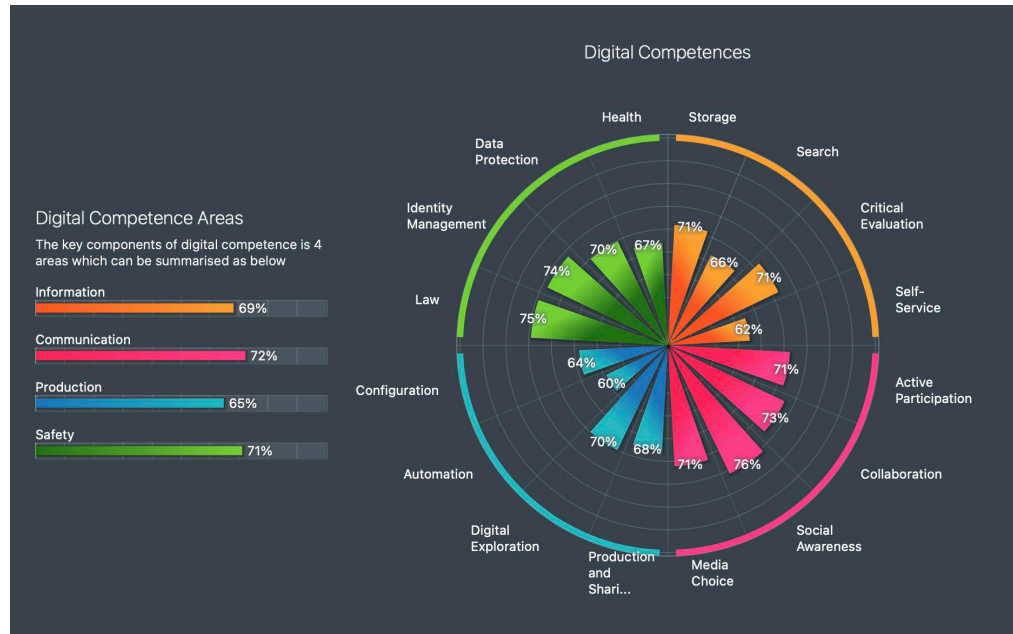 Digital Competences
Health
Storage
Data
Protection
Search
Identity
Management
Critical
Evaluation
Law
Self-
Service
Configuration
Active
Participation
Automation
Collaboration
Digital
Exploration
Social
Awareness
Production
and
Shari...
Media
Choice
71%
66%
71%
62%
71%
73%
76%
71%
68%
70%
60%
64%
75%
74%
70%
67%
Digital Competence Areas
The key components of digital competence is 4
areas which can be summarised as below
Information
69%
Communication
72%
Production
65%
Safety
71%